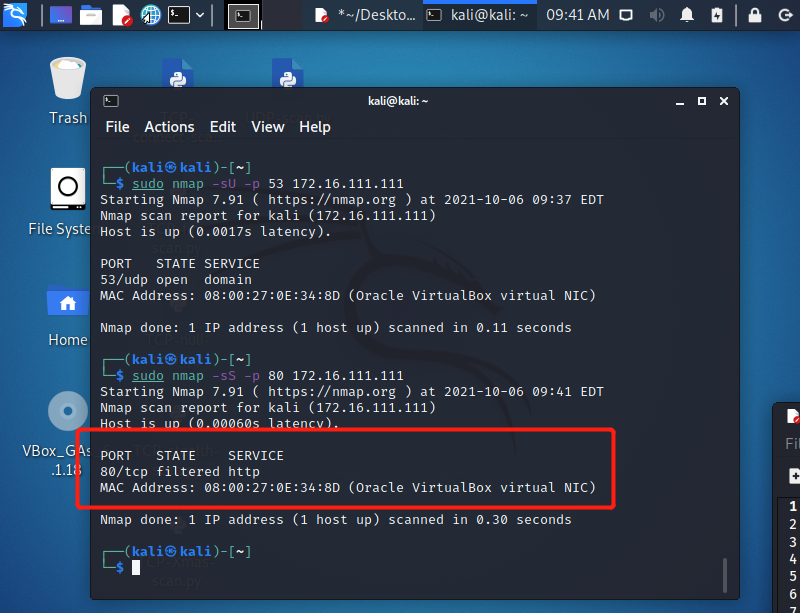 *~/Deskto...
kali@kali: ~
09:41 AM
Trash
File Syste
Home
VBox_GAs
.1.18
kali@kali: ~
File Actions Edit View Help
┌──(kali㉿kali)-[~]
└─$ sudo nmap -sU -p 53 172.16.111.111
Starting Nmap 7.91 ( https://nmap.org ) at 2021-10-06 09:37 EDT
Nmap scan report for kali (172.16.111.111)
Host is up (0.0017s latency).
PORT STATE SERVICE
53/udp open domain
MAC Address: 08:00:27:0E:34:8D (Oracle VirtualBox virtual NIC)
Nmap done: 1 IP address (1 host up) scanned in 0.11 seconds
┌──(kali㉿kali)-[~]
└─$ sudo nmap -sS -p 80 172.16.111.111
Starting Nmap 7.91 ( https://nmap.org ) at 2021-10-06 09:41 EDT
Nmap scan report for kali (172.16.111.111)
Host is up (0.00060s latency).
PORT STATE SERVICE
80/tcp filtered http
MAC Address: 08:00:27:0E:34:8D (Oracle VirtualBox virtual NIC)
Nmap done: 1 IP address (1 host up) scanned in 0.30 seconds
┌──(kali㉿kali)-[~]
└─$
TCP-Xmas-
scan.py
Fil
1
2
3
4
5
6